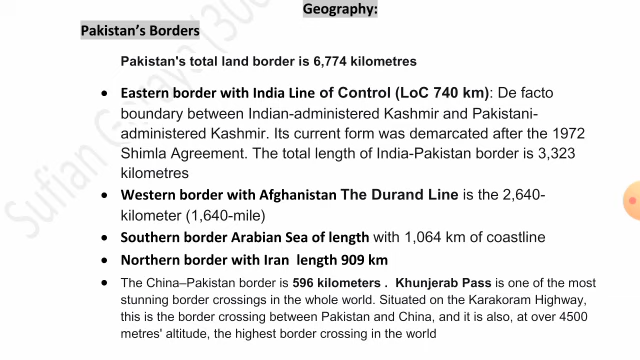 Geography:
Pakistan's Borders
Pakistan's total land border is 6,774 kilometres
• Eastern border with India Line of Control (LoC 740 km): De facto
boundary between Indian-administered Kashmir and Pakistani-
administered Kashmir. Its current form was demarcated after the 1972
Shimla Agreement. The total length of India-Pakistan border is 3,323
kilometres
• Western border with Afghanistan The Durand Line is the 2,640-
kilometer (1,640-mile)
• Southern border Arabian Sea of length with 1,064 km of coastline
• Northern border with Iran length 909 km
• The China–Pakistan border is 596 kilometers . Khunjerab Pass is one of the most
stunning border crossings in the whole world. Situated on the Karakoram Highway,
this is the border crossing between Pakistan and China, and it is also, at over 4500
metres' altitude, the highest border crossing in the world
Sufian